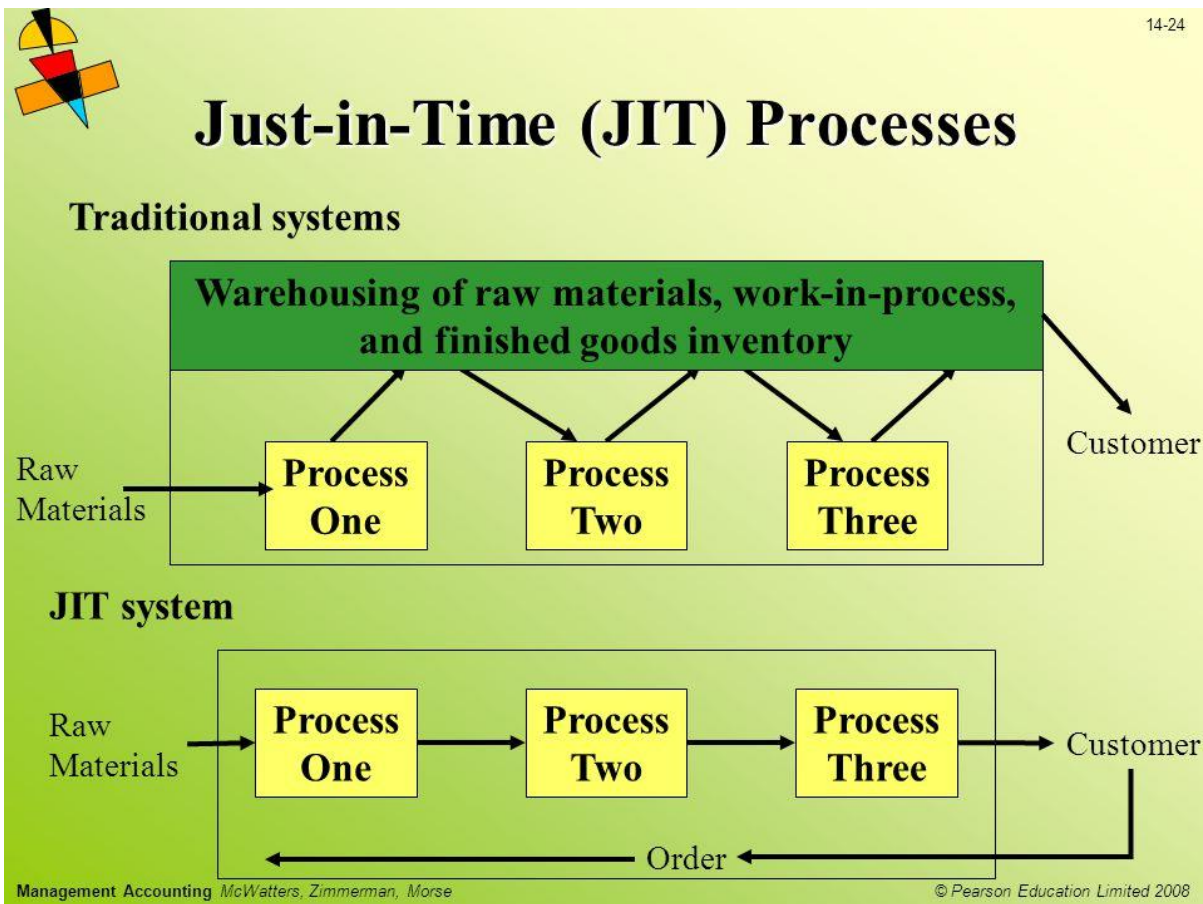 14-24
Just-in-Time (JIT) Processes
Traditional systems
Warehousing of raw materials, work-in-process,
and finished goods inventory
Raw
Materials
Process
One
Process
Two
Process
Three
Customer
JIT system
Raw
Materials
Process
One
Process
Two
Process
Three
Customer
Order
Management Accounting McWatters, Zimmerman, Morse
© Pearson Education Limited 2008